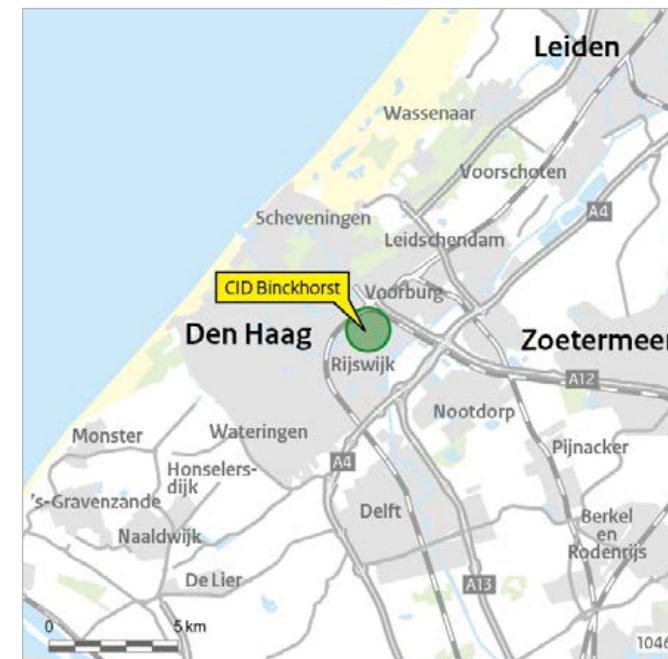 Leiden
Wassenaar
Voorschoten
A4
Scheveningen
Leidschendam
CID Binckhorst
Voorburg
Den Haag
Zoetermeer
Rijswijk
A12
Nootdorp
Monster
Wateringen
Pijnacker
A4
Honselers-
dijk
's-Gravenzande
Delft
Berkel
en
Rodenrijs
Naaldwijk
De Lier
A13
0
5 km
1046